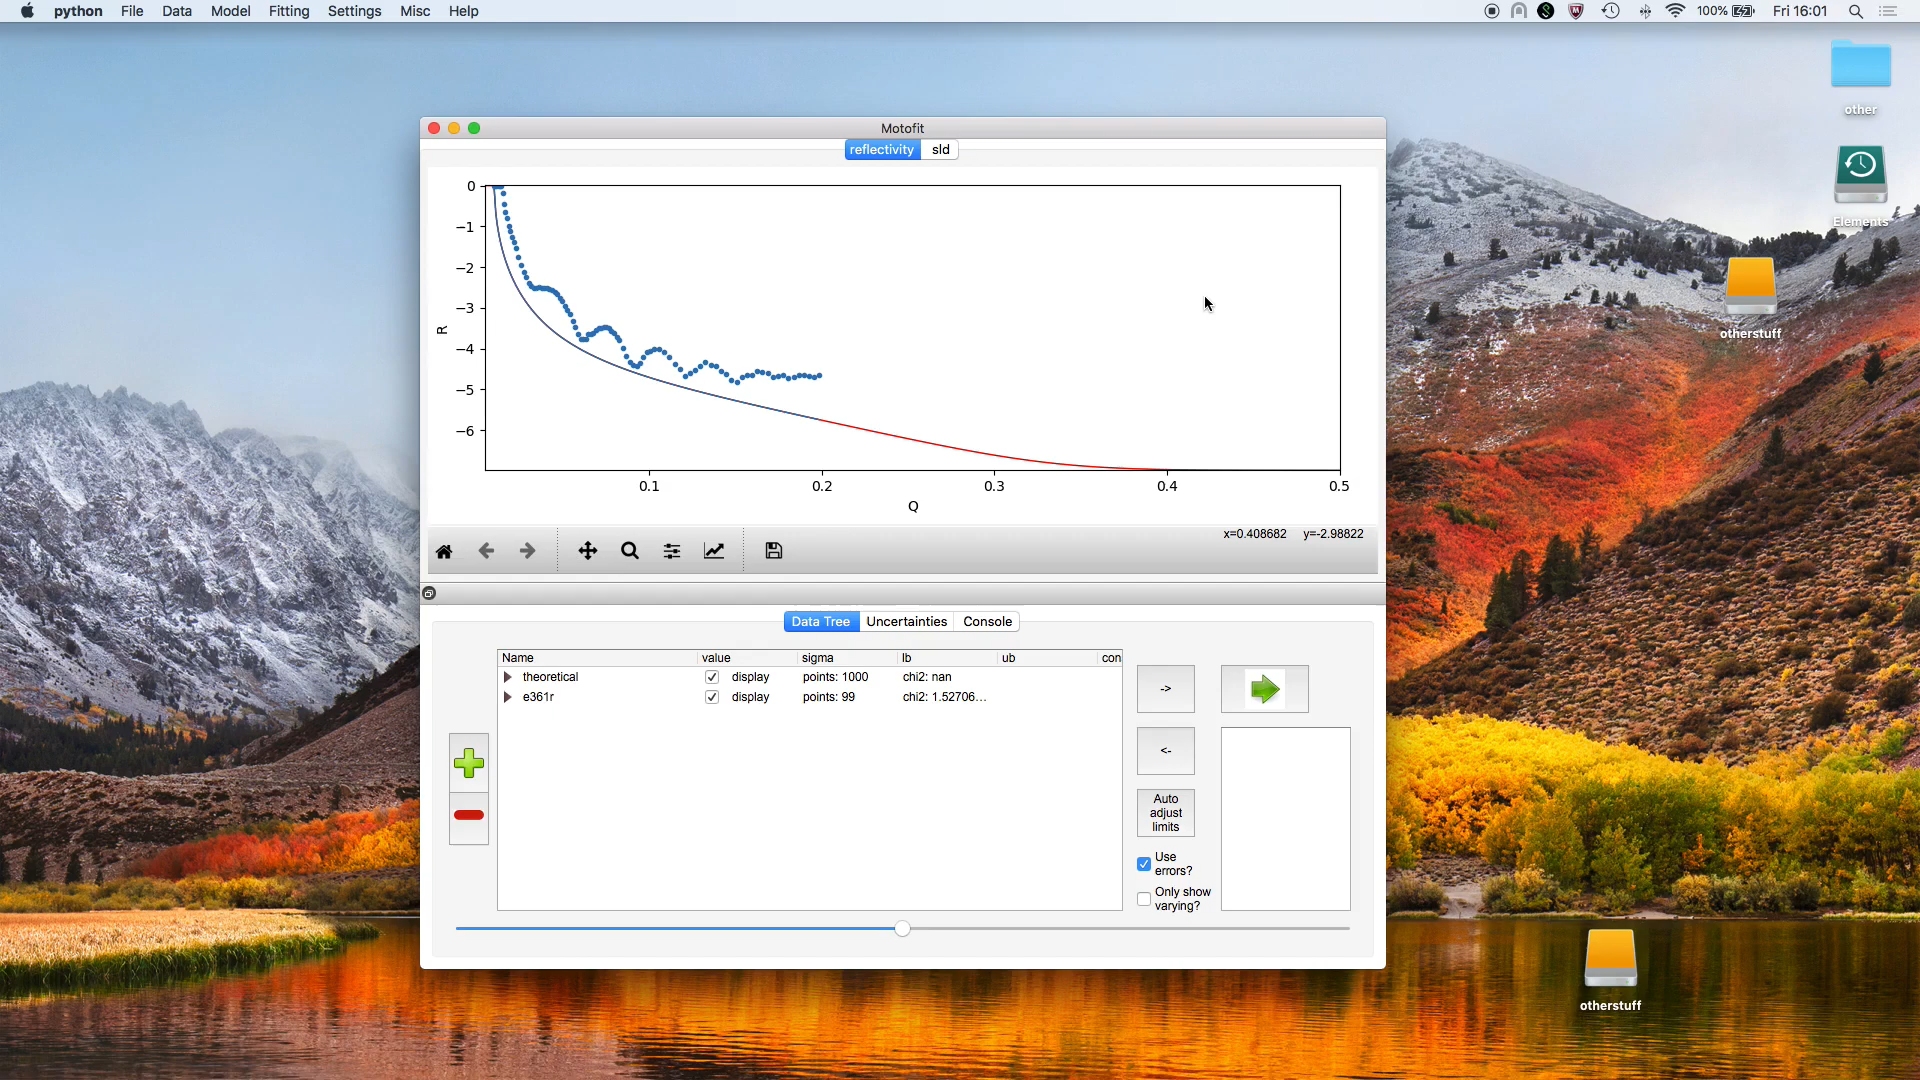 python File Data Model Fitting Settings Misc Help
100% Fri 16:01
other
Elements
otherstuff
otherstuff
Motofit
reflectivity sld
0
−1
−2
−3
−4
−5
−6
R
0.1 0.2 0.3 0.4 0.5
Q
x=0.408682 y=-2.98822
Data Tree Uncertainties Console
Name value sigma lb ub con
theoretical display points: 1000 chi2: nan
e361r display points: 99 chi2: 1.52706...
->
<-
Auto
adjust
limits
Use
errors?
Only show
varying?